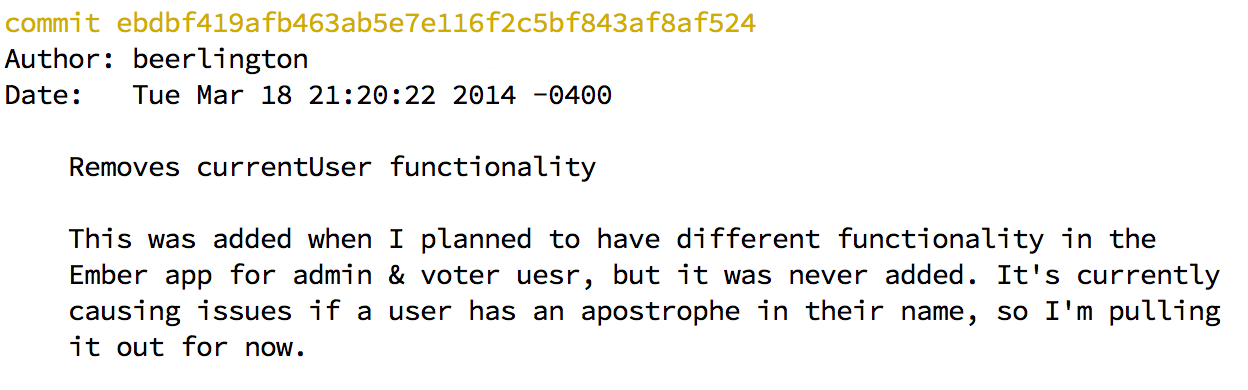 commit ebdbf419afb463ab5e7e116f2c5bf843af8af524
Author: beerlington
Date:   Tue Mar 18 21:20:22 2014 -0400
Removes currentUser functionality
This was added when I planned to have different functionality in the
Ember app for admin & voter uesr, but it was never added. It's currently
causing issues if a user has an apostrophe in their name, so I'm pulling
it out for now.